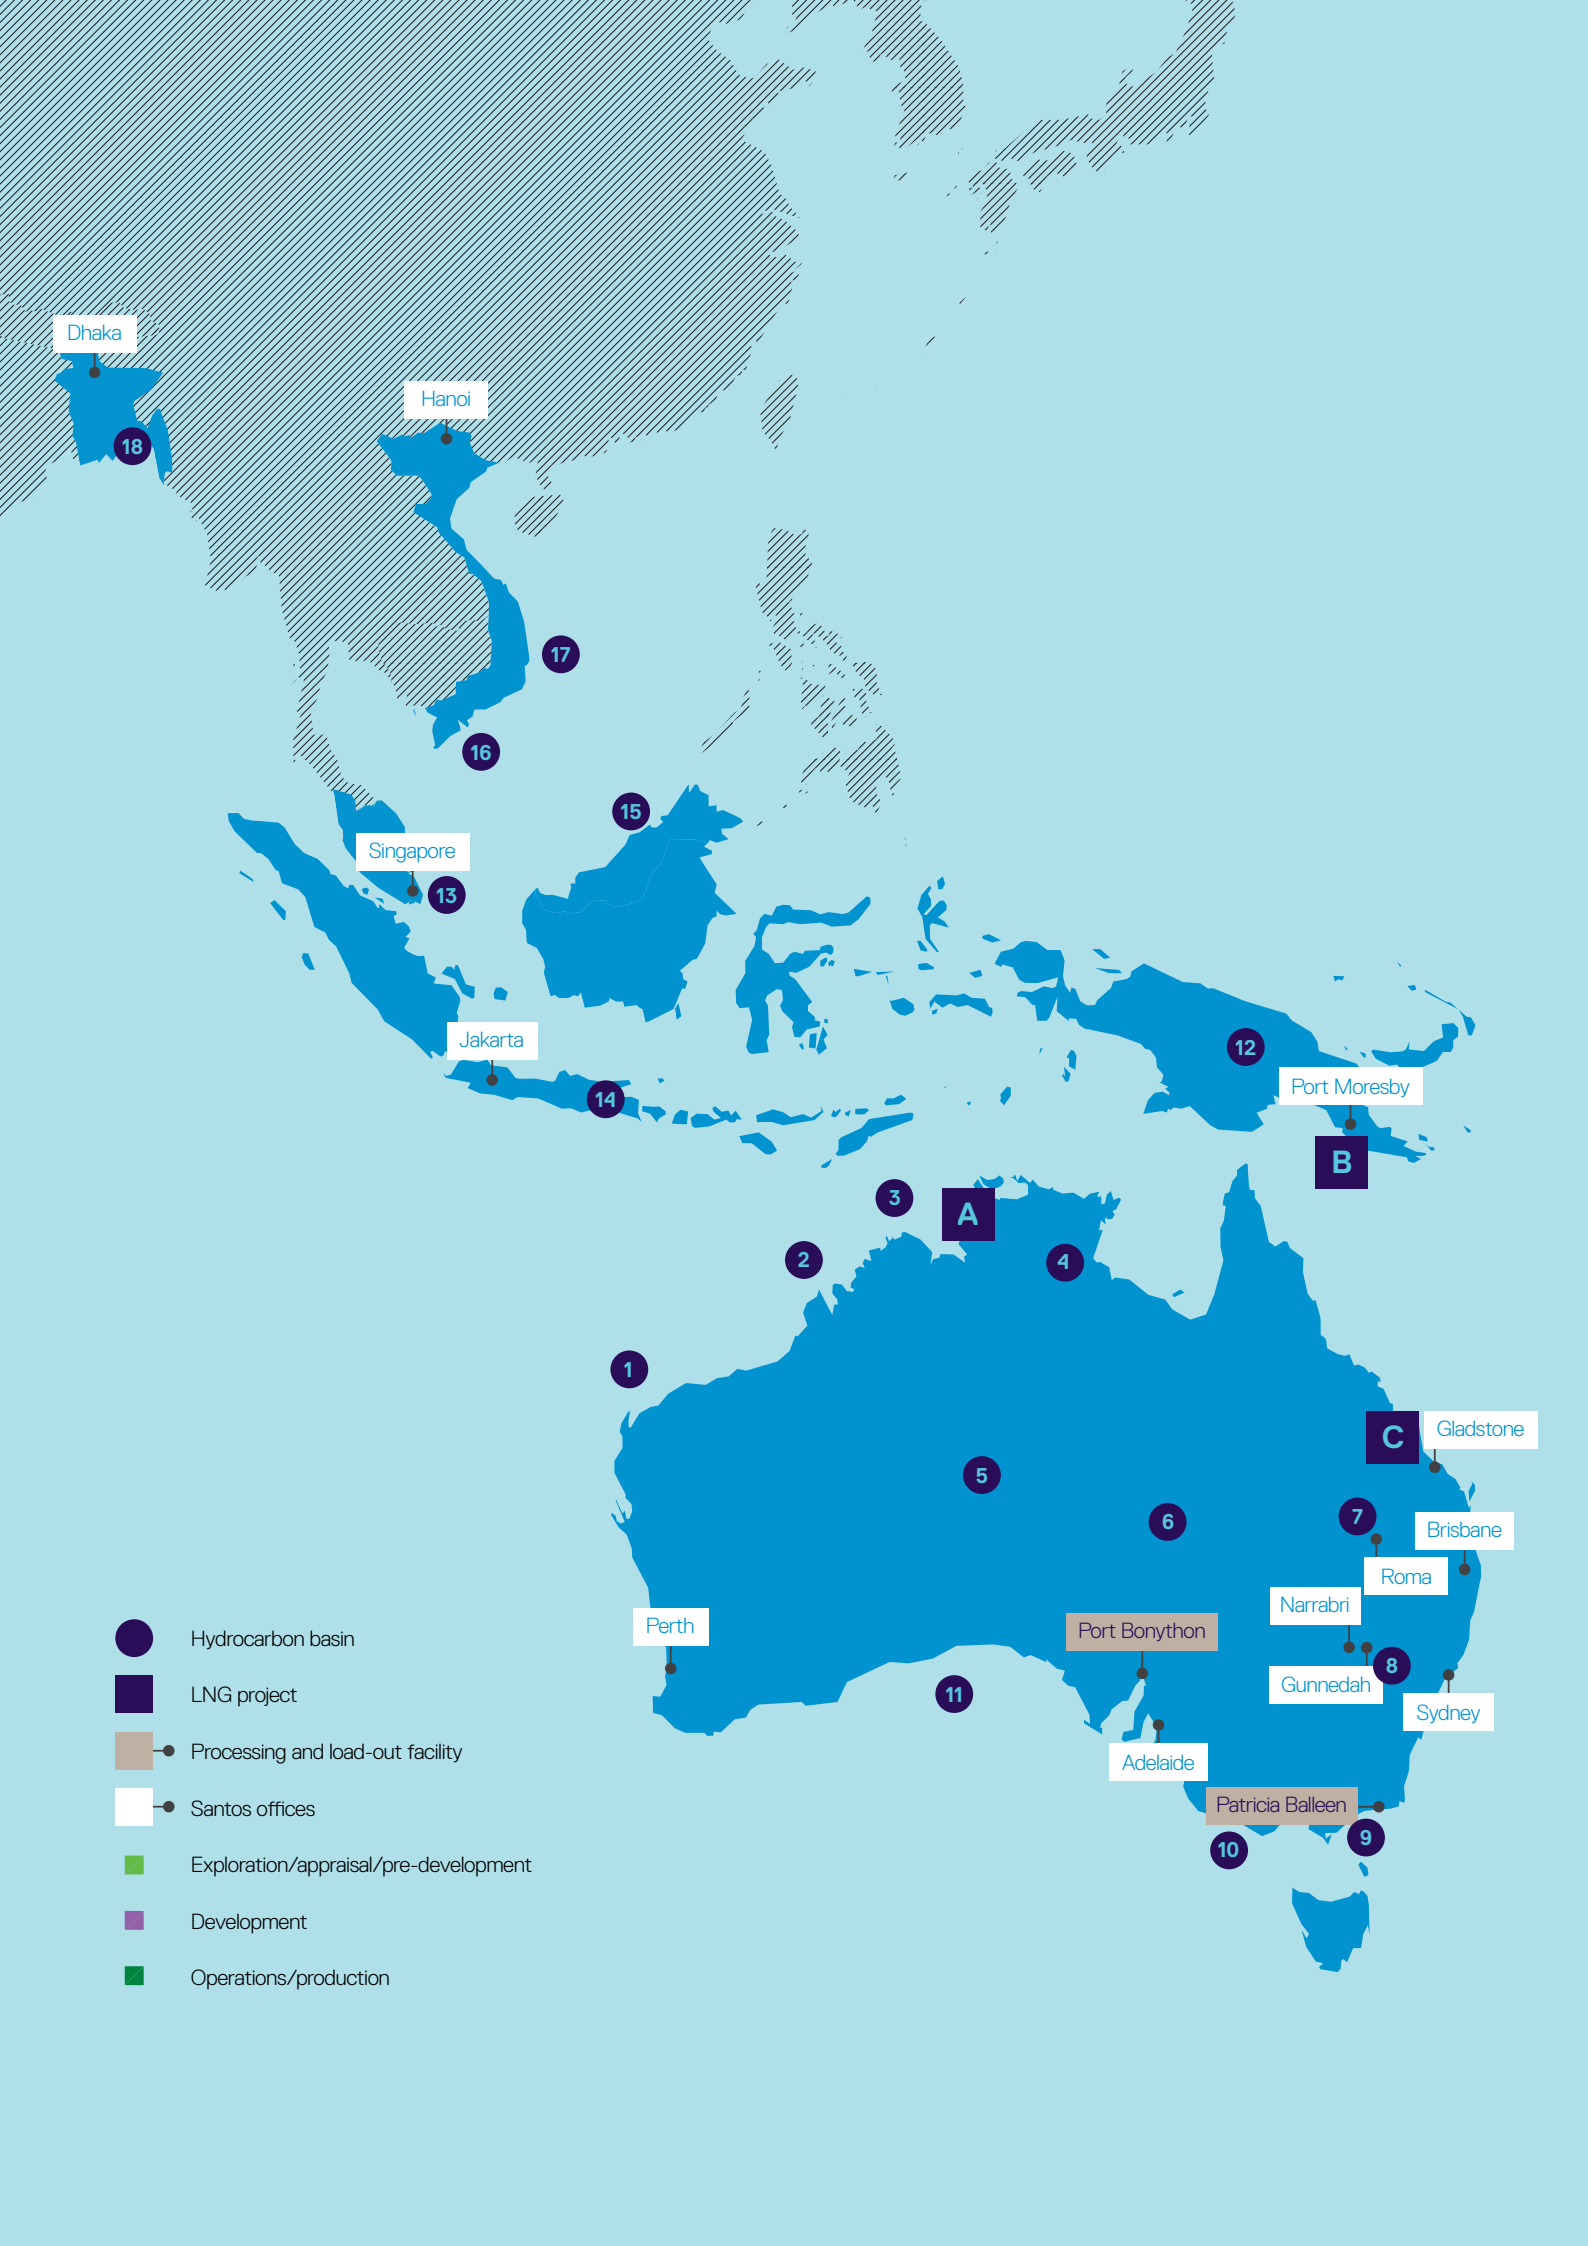 Dhaka
Hanoi
18
17
16
15
Singapore
13
Jakarta
12
Port Moresby
14
B
3
A
2
4
1
C
Gladstone
5
7
6
Brisbane
Roma
Narrabri
Perth
Port Bonython
8
Gunnedah
11
Sydney
Adelaide
Patricia Balleen
9
10
Hydrocarbon basin
LNG project
Processing and load-out facility
Santos offices
Exploration/appraisal/pre-development
Development
Operations/production